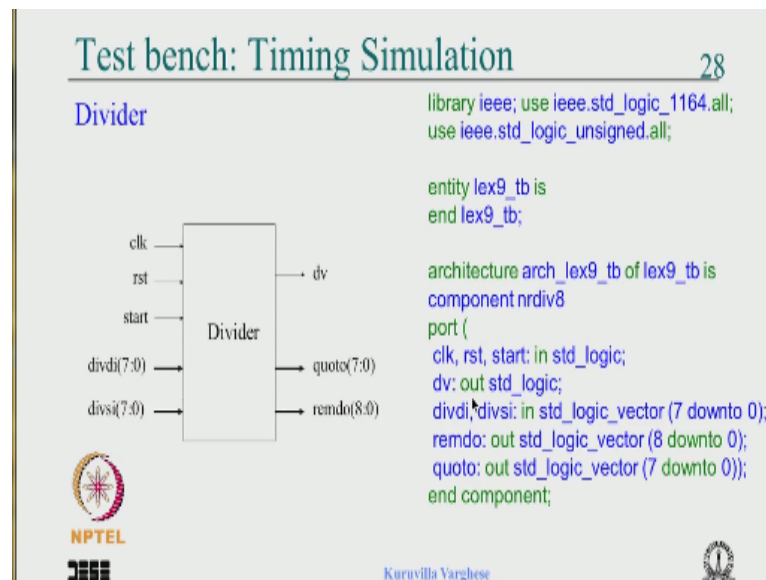 Test bench: Timing Simulation
28
Divider
clk
rst
start
divdi(7:0)
divsi(7:0)
Divider
dv
quoto(7:0)
remdo(8:0)
library ieee; use ieee.std_logic_1164.all;
use ieee.std_logic_unsigned.all;
entity lex9_tb is
end lex9_tb;
architecture arch_lex9_tb of lex9_tb is
component nrdiv8
port (
clk, rst, start: in std_logic;
dv: out std_logic;
divdi, divsi: in std_logic_vector (7 downto 0);
remdo: out std_logic_vector (8 downto 0);
quoto: out std_logic_vector (7 downto 0));
end component;
NPTEL
Kuruvilla Varghese